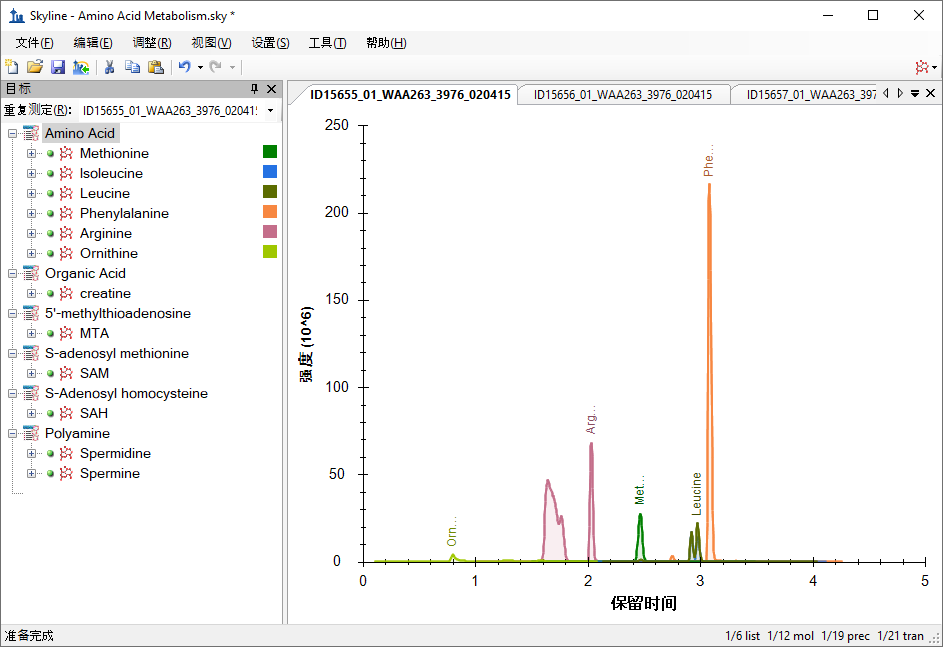 Skyline - Amino Acid Metabolism.sky *
文件(F) 编辑(E) 调整(R) 视图(V) 设置(S) 工具(T) 帮助(H)
目标
重复测定(R): ID15655_01_WAA263_3976_020415
Amino Acid
Methionine
Isoleucine
Leucine
Phenylalanine
Arginine
Ornithine
Organic Acid
creatine
5'-methylthioadenosine
MTA
S-adenosyl methionine
SAM
S-Adenosyl homocysteine
SAH
Polyamine
Spermidine
Spermine
ID15655_01_WAA263_3976_020415 ID15656_01_WAA263_3976_020415 ID15657_01_WAA263_397
250
200
150
100
50
0
强度 (10^6)
Orn...
Arg...
Met...
Leucine
Phe...
0 1 2 3 4 5
保留时间
准备完成
1/6 list 1/12 mol 1/19 prec 1/21 tran